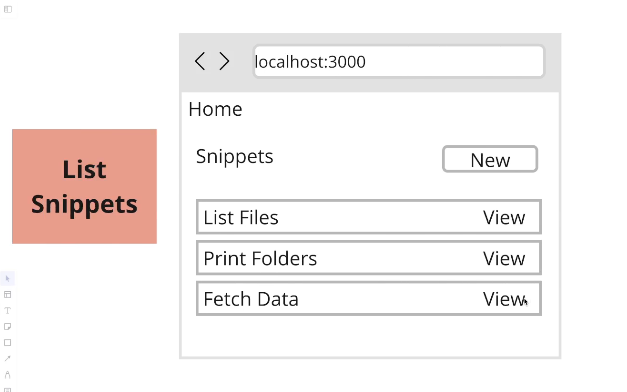 localhost:3000
Home
List
Snippets
Snippets
New
List Files
View
Print Folders
View
Fetch Data
View